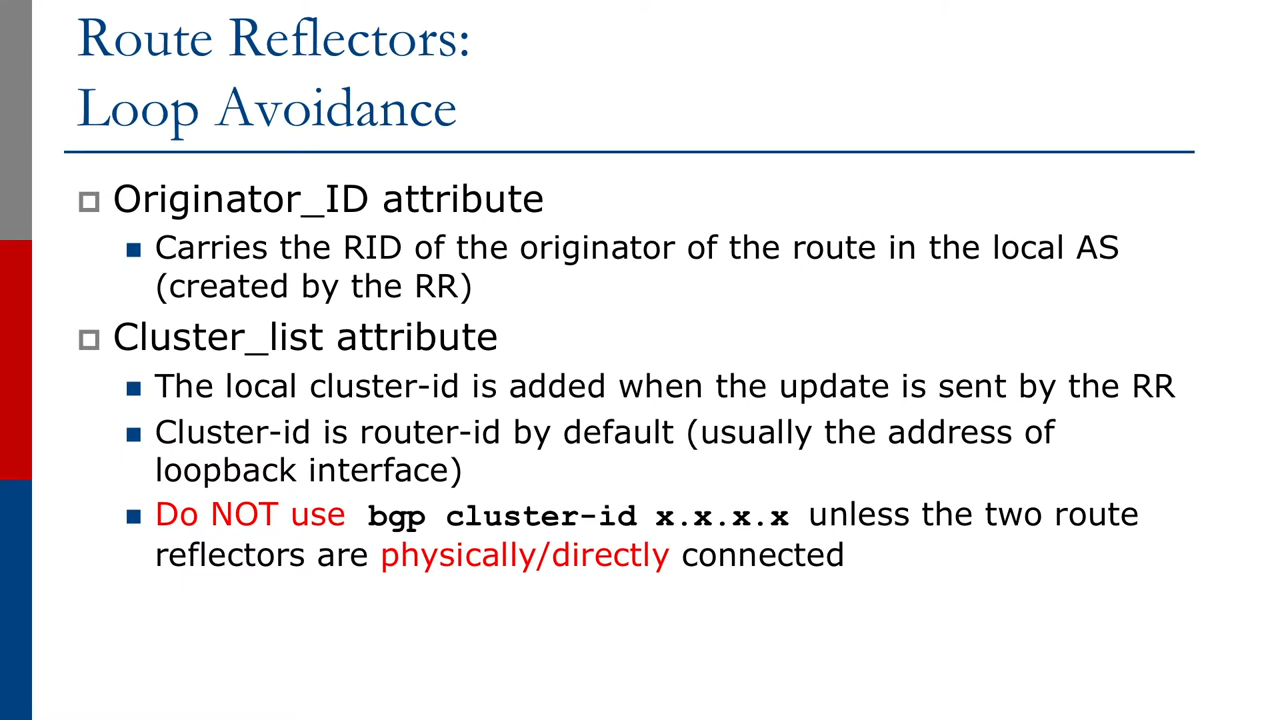 Route Reflectors:
Loop Avoidance
Originator_ID attribute
Carries the RID of the originator of the route in the local AS
(created by the RR)
Cluster_list attribute
The local cluster-id is added when the update is sent by the RR
Cluster-id is router-id by default (usually the address of
loopback interface)
Do NOT use bgp cluster-id x.x.x.x unless the two route
reflectors are physically/directly connected